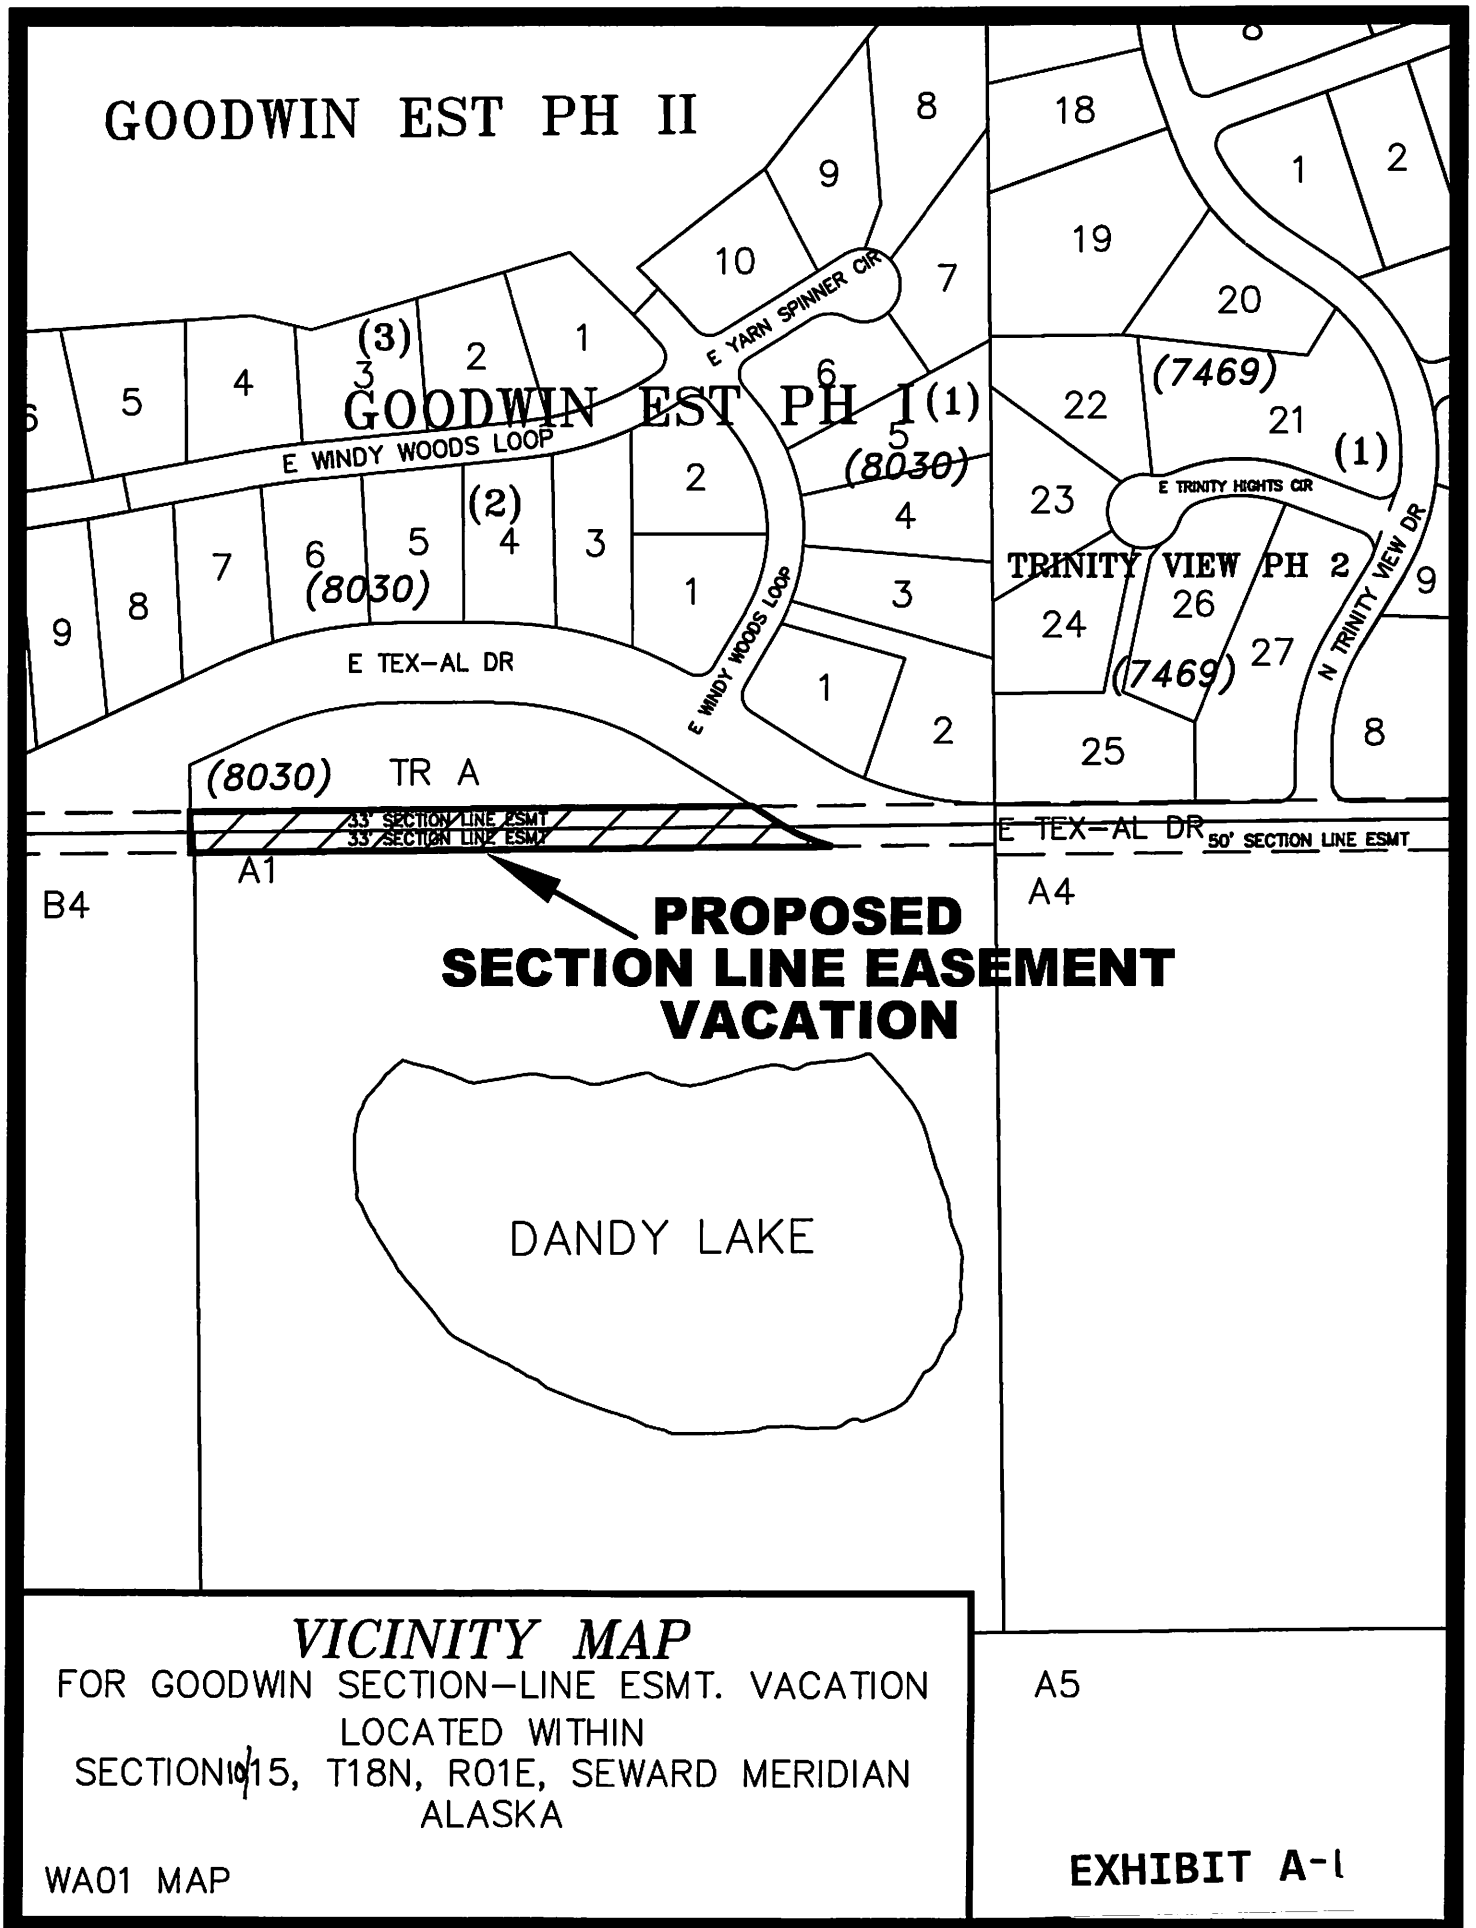 8
GOODWIN EST PH II
8
18
9
1
2
19
10
E YARN SPINNER CIR
7
20
(3)
1
2
3
4
5
6
6
(7469)
GOODWIN EST PH I
(1)
22
21
5
(1)
E WINDY WOODS LOOP
(8030)
2
23
E TRINITY HIGHTS CIR
(2)
4
3
4
5
6
7
(8030)
TRINITY VIEW PH 2
N TRINITY VIEW DR
9
8
9
1
3
E WINDY WOODS LOOP
24
26
27
E TEX-AL DR
(7469)
1
2
25
8
(8030)
TR A
33' SECTION LINE ESMT
33' SECTION LINE ESMT
E TEX-AL DR
50' SECTION LINE ESMT
A1
B4
A4
PROPOSED
SECTION LINE EASEMENT
VACATION
DANDY LAKE
VICINITY MAP
FOR GOODWIN SECTION-LINE ESMT. VACATION
LOCATED WITHIN
SECTION 10/15, T18N, R01E, SEWARD MERIDIAN
ALASKA
WA01 MAP
A5
EXHIBIT A-1